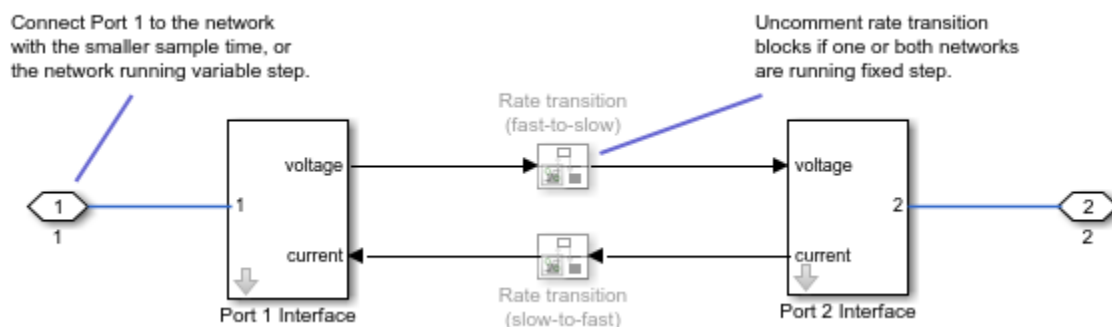 Connect Port 1 to the network
with the smaller sample time, or
the network running variable step.
Uncomment rate transition
blocks if one or both networks
are running fixed step.
Rate transition
(fast-to-slow)
voltage
voltage
1
1
2
2
1
2
current
current
Rate transition
(slow-to-fast)
Port 1 Interface
Port 2 Interface